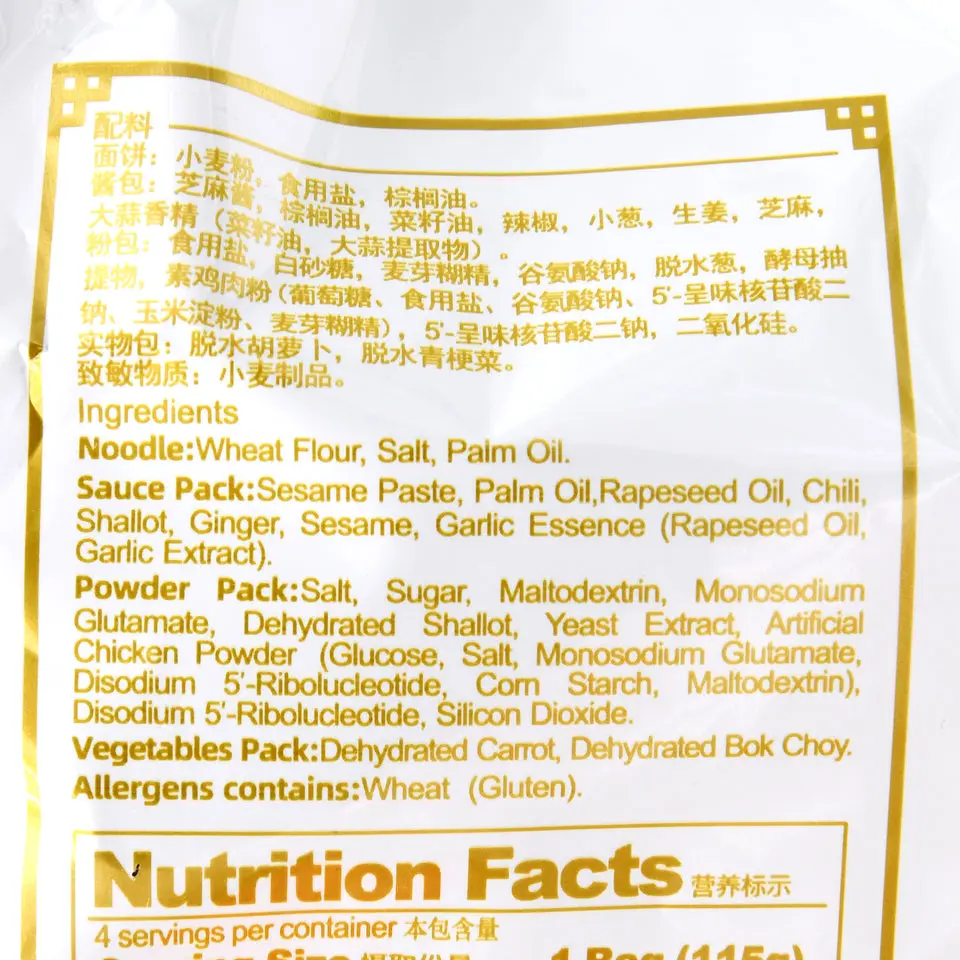 配料
面饼：小麦粉，食用盐，棕榈油。
酱包：芝麻酱，棕榈油，菜籽油，辣椒，小葱，生姜，芝麻，
大蒜香精（菜籽油，大蒜提取物）。
粉包：食用盐，白砂糖，麦芽糊精，谷氨酸钠，脱水葱，酵母抽
提物，素鸡肉粉（葡萄糖、食用盐、谷氨酸钠、5'-呈味核苷酸二
钠、玉米淀粉、麦芽糊精），5'-呈味核苷酸二钠，二氧化硅。
实物包：脱水胡萝卜，脱水青梗菜。
致敏物质：小麦制品。
Ingredients
Noodle:Wheat Flour, Salt, Palm Oil.
Sauce Pack:Sesame Paste, Palm Oil,Rapeseed Oil, Chili,
Shallot, Ginger, Sesame, Garlic Essence (Rapeseed Oil,
Garlic Extract).
Powder Pack:Salt, Sugar, Maltodextrin, Monosodium
Glutamate, Dehydrated Shallot, Yeast Extract, Artificial
Chicken Powder (Glucose, Salt, Monosodium Glutamate,
Disodium 5'-Ribolucleotide, Corn Starch, Maltodextrin),
Disodium 5'-Ribolucleotide, Silicon Dioxide.
Vegetables Pack:Dehydrated Carrot, Dehydrated Bok Choy.
Allergens contains:Wheat (Gluten).
Nutrition Facts 营养标示
4 servings per container 本包含量
Serving Size 摄取份量 1 Bag (115g)